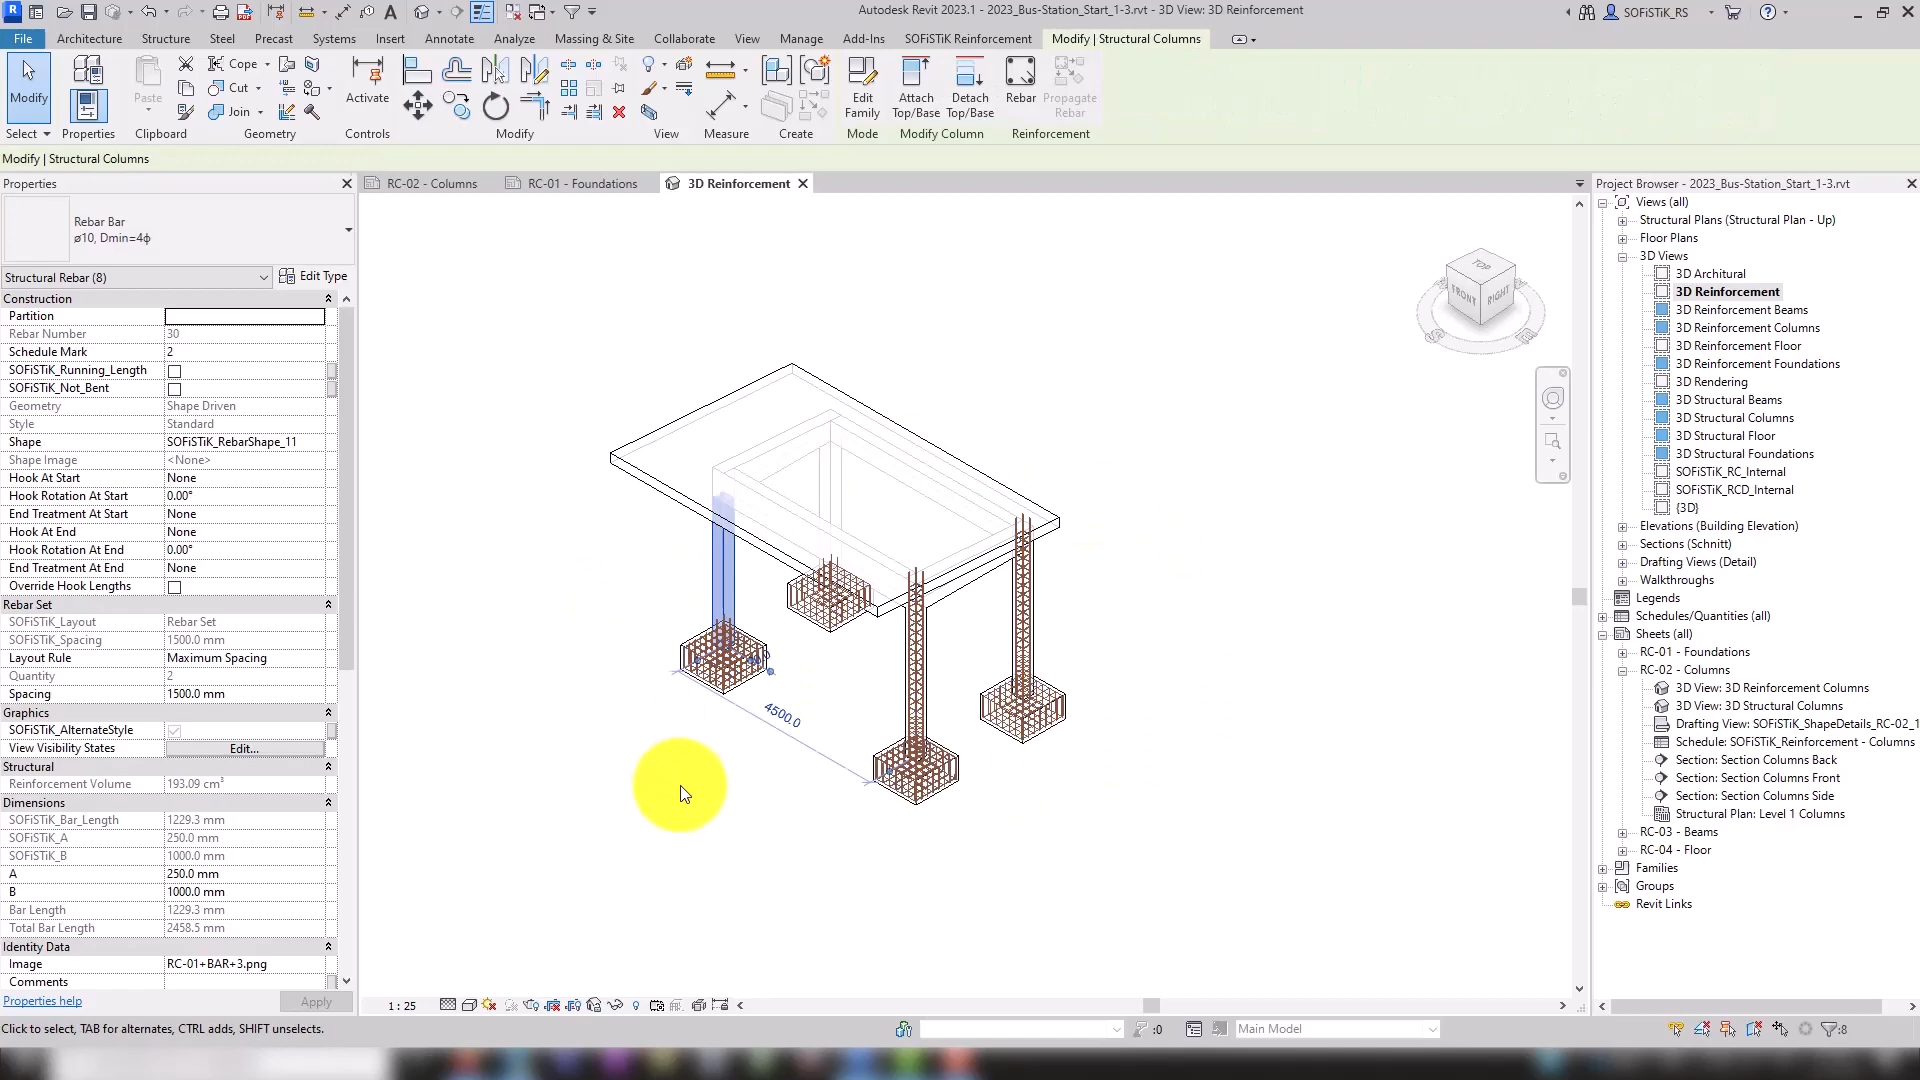 Autodesk Revit 2023.1 - 2023_Bus-Station_Start_1-3.rvt - 3D View: 3D Reinforcement
SOFiSTiK_RS
File Architecture Structure Steel Precast Systems Insert Annotate Analyze Massing & Site Collaborate View Manage Add-Ins SOFiSTiK Reinforcement Modify | Structural Columns
Modify Paste Cope Cut Join Activate Edit Family Attach Top/Base Detach Top/Base Rebar Propagate Rebar
Select Properties Clipboard Geometry Controls Modify View Measure Create Mode Modify Column Reinforcement
Modify | Structural Columns
Properties
RC-02 - Columns RC-01 - Foundations 3D Reinforcement
Project Browser - 2023_Bus-Station_Start_1-3.rvt
Rebar Bar
ø10, Dmin=4ϕ
Structural Rebar (8) Edit Type
Construction
Partition
Rebar Number 30
Schedule Mark 2
SOFiSTiK_Running_Length
SOFiSTiK_Not_Bent
Geometry Shape Driven
Style Standard
Shape SOFiSTiK_RebarShape_11
Shape Image <None>
Hook At Start None
Hook Rotation At Start 0.00°
End Treatment At Start None
Hook At End None
Hook Rotation At End 0.00°
End Treatment At End None
Override Hook Lengths
Rebar Set
SOFiSTiK_Layout Rebar Set
SOFiSTiK_Spacing 1500.0 mm
Layout Rule Maximum Spacing
Quantity 2
Spacing 1500.0 mm
Graphics
SOFiSTiK_AlternateStyle
View Visibility States Edit...
Structural
Reinforcement Volume 193.09 cm³
Dimensions
SOFiSTiK_Bar_Length 1229.3 mm
SOFiSTiK_A 250.0 mm
SOFiSTiK_B 1000.0 mm
A 250.0 mm
B 1000.0 mm
Bar Length 1229.3 mm
Total Bar Length 2458.5 mm
Identity Data
Image RC-01+BAR+3.png
Comments
Properties help Apply
TOP
FRONT RIGHT
4500.0
Views (all)
Structural Plans (Structural Plan - Up)
Floor Plans
3D Views
3D Architural
3D Reinforcement
3D Reinforcement Beams
3D Reinforcement Columns
3D Reinforcement Floor
3D Reinforcement Foundations
3D Rendering
3D Structural Beams
3D Structural Columns
3D Structural Floor
3D Structural Foundations
SOFiSTiK_RC_Internal
SOFiSTiK_RCD_Internal
{3D}
Elevations (Building Elevation)
Sections (Schnitt)
Drafting Views (Detail)
Walkthroughs
Legends
Schedules/Quantities (all)
Sheets (all)
RC-01 - Foundations
RC-02 - Columns
3D View: 3D Reinforcement Columns
3D View: 3D Structural Columns
Drafting View: SOFiSTiK_ShapeDetails_RC-02_1
Schedule: SOFiSTiK_Reinforcement - Columns
Section: Section Columns Back
Section: Section Columns Front
Section: Section Columns Side
Structural Plan: Level 1 Columns
RC-03 - Beams
RC-04 - Floor
Families
Groups
Revit Links
1 : 25
Click to select, TAB for alternates, CTRL adds, SHIFT unselects.
:0 Main Model :8